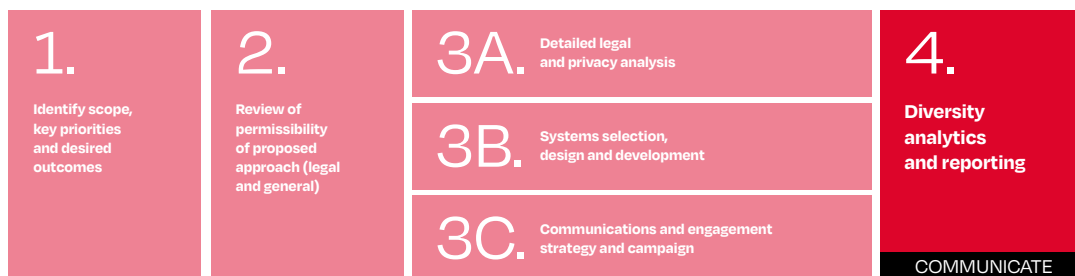 1.
Identify scope,
key priorities
and desired
outcomes
2.
Review of
permissibility
of proposed
approach (legal
and general)
3A.
Detailed legal
and privacy analysis
3B.
Systems selection,
design and development
3C.
Communications and engagement
strategy and campaign
4.
Diversity
analytics
and reporting
COMMUNICATE